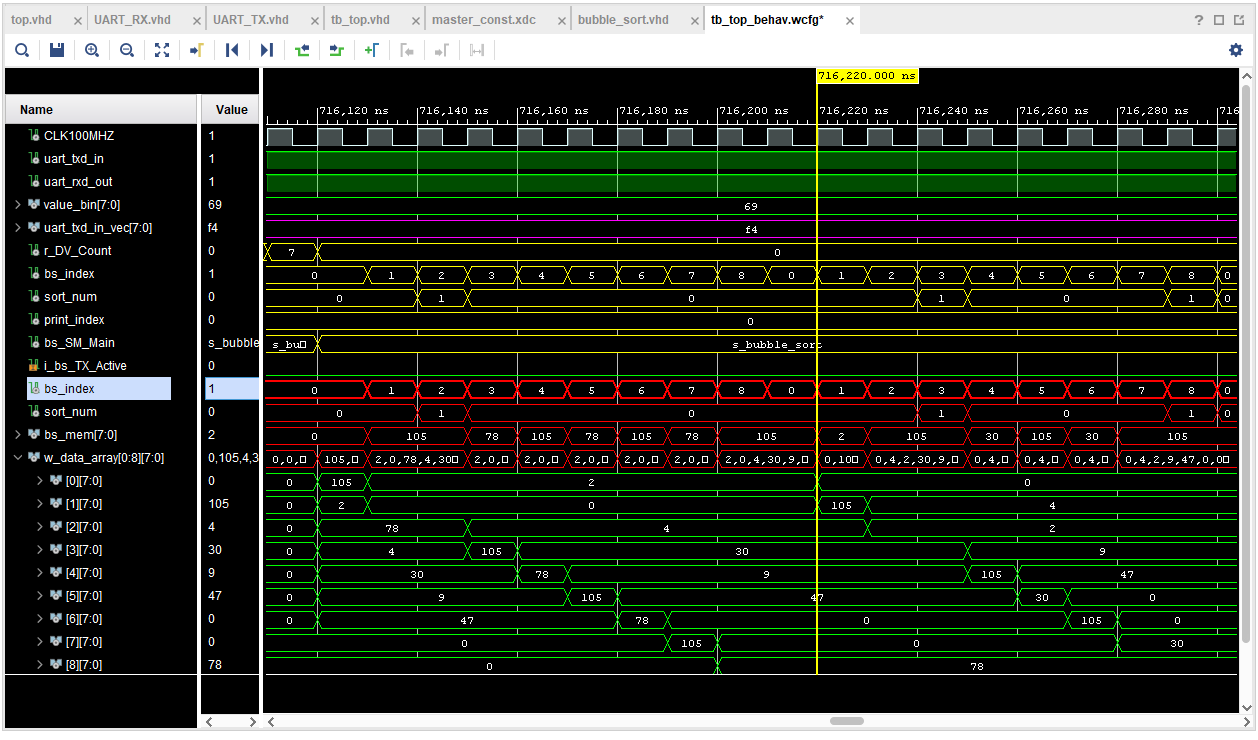 top.vhd × UART_RX.vhd × UART_TX.vhd × tb_top.vhd × master_const.xdc × bubble_sort.vhd × tb_top_behav.wcfg* × ?
716,220.000 ns
Name Value 716,120 ns 716,140 ns 716,160 ns 716,180 ns 716,200 ns 716,220 ns 716,240 ns 716,260 ns 716,280 ns 716
CLK100MHZ 1
uart_txd_in 1
uart_rxd_out 1
value_bin[7:0] 69 69
uart_txd_in_vec[7:0] f4 f4
r_DV_Count 0 7 0
bs_index 1 0 1 2 3 4 5 6 7 8 0 1 2 3 4 5 6 7 8 0
sort_num 0 0 1 0 1 0 1 0
print_index 0 0
bs_SM_Main s_bubble s_bu□ s_bubble_sort
i_bs_TX_Active 0
bs_index 1 0 1 2 3 4 5 6 7 8 0 1 2 3 4 5 6 7 8 0
sort_num 0 0 1 0 1 0 1 0
bs_mem[7:0] 2 0 105 78 105 78 105 78 105 2 105 30 105 30 105
w_data_array[0:8][7:0] 0,105,4,3 0,0,□ 105,□ 2,0,78,4,30□ 2,0,□ 2,0,□ 2,0,□ 2,0,□ 2,0,□ 2,0,4,30,9,□ 0,10□ 0,4,2,30,9,□ 0,4,□ 0,4,□ 0,4,□ 0,4,2,9,47,0,0□
[0][7:0] 0 0 105 2 0
[1][7:0] 105 0 2 0 105 4
[2][7:0] 4 0 78 4 2
[3][7:0] 30 0 4 105 30 9
[4][7:0] 9 0 30 78 9 105 47
[5][7:0] 47 0 9 105 47 30 0
[6][7:0] 0 0 47 78 0 105 0
[7][7:0] 0 0 105 0 30
[8][7:0] 78 0 78